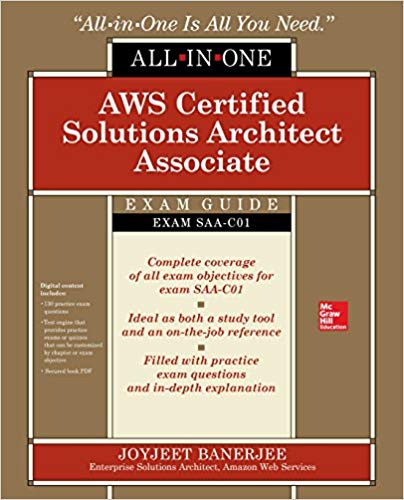 “All-in-One Is All You Need.”
ALL▪IN▪ONE
AWS Certified
Solutions Architect
Associate
EXAM GUIDE
EXAM SAA-C01
Complete coverage
of all exam objectives for
exam SAA-C01
Ideal as both a study tool
and an on-the-job reference
Filled with practice
exam questions
and in-depth explanation
Digital content
includes:
• 130 practice exam
questions
• Test engine that
provides practice
exams or quizzes
that can be customized
by chapter or exam
objective
• Secured book PDF
Mc
Graw
Hill
Education
JOYJEET BANERJEE
Enterprise Solutions Architect, Amazon Web Services